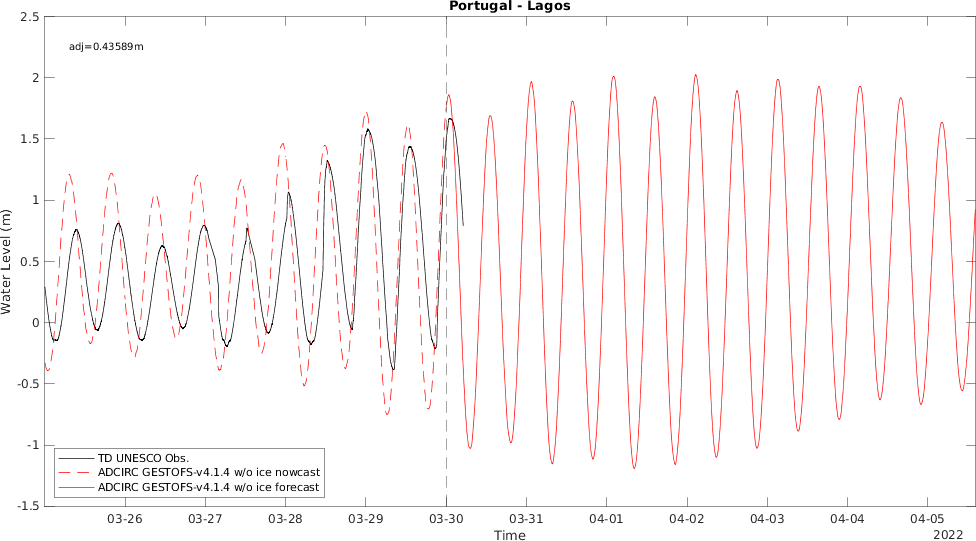 Portugal - Lagos
adj=0.43589m
Water Level (m)
2.5
2
1.5
1
0.5
0
-0.5
-1
-1.5
TD UNESCO Obs.
ADCIRC GESTOFS-v4.1.4 w/o ice nowcast
ADCIRC GESTOFS-v4.1.4 w/o ice forecast
03-26 03-27 03-28 03-29 03-30 03-31 04-01 04-02 04-03 04-04 04-05
Time
2022